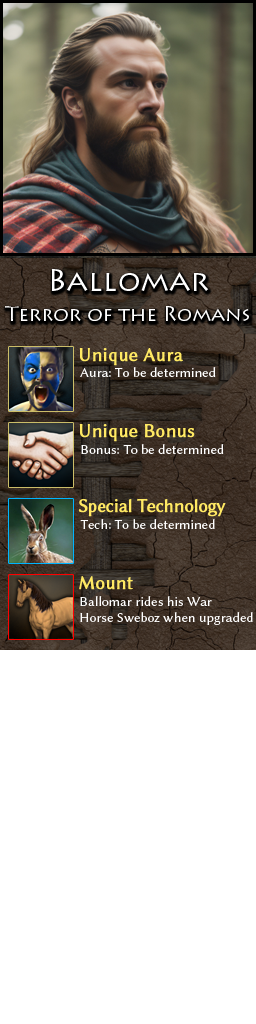 Ballomar
Terror of the Romans
Unique Aura
Aura: To be determined
Unique Bonus
Bonus: To be determined
Special Technology
Tech: To be determined
Mount
Ballomar rides his War
Horse Sweboz when upgraded